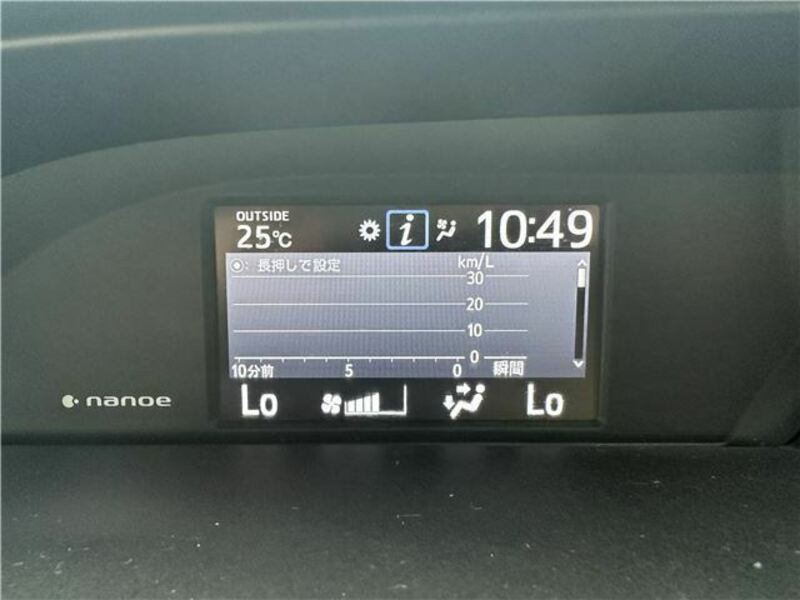 OUTSIDE
25℃
i
10:49
: 長押しで設定
km/L
30
20
10
0
10分前 5 0 瞬間
nanoe
Lo Lo